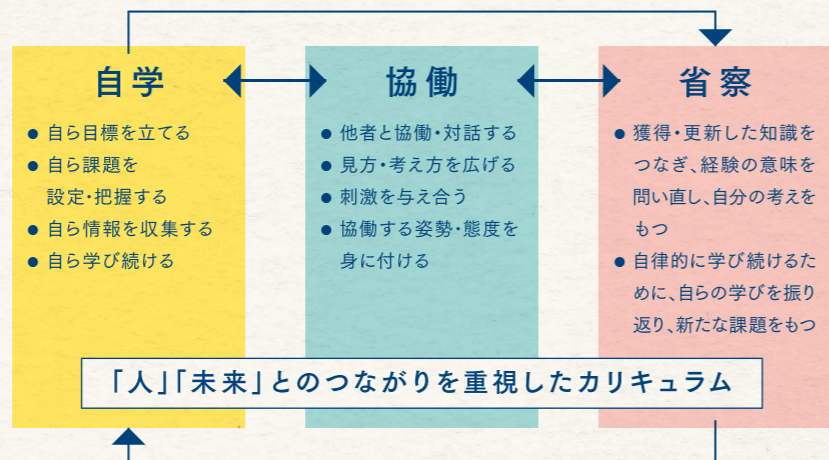 自学
● 自ら目標を立てる
● 自ら課題を
設定・把握する
● 自ら情報を収集する
● 自ら学び続ける
協働
● 他者と協働・対話する
● 見方・考え方を広げる
● 刺激を与え合う
● 協働する姿勢・態度を
身に付ける
省察
● 獲得・更新した知識を
つなぎ、経験の意味を
問い直し、自分の考えを
もつ
● 自律的に学び続けるた
めに、自らの学びを振り
返り、新たな課題をもつ
「人」「未来」とのつながりを重視したカリキュラム